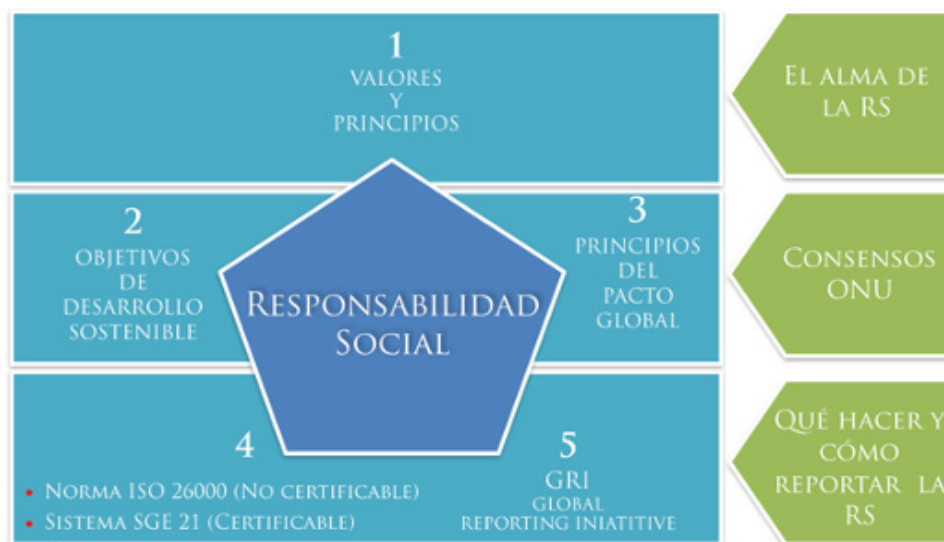 1
VALORES
Y
PRINCIPIOS
EL ALMA DE
LA RS
2
OBJETIVOS
DE
DESARROLLO
SOSTENIBLE
3
PRINCIPIOS
DEL
PACTO
GLOBAL
RESPONSABILIDAD
SOCIAL
CONSENSOS
ONU
4
• NORMA ISO 26000 (NO CERTIFICABLE)
• SISTEMA SGE 21 (CERTIFICABLE)
5
GRI
GLOBAL
REPORTING INIATITIVE
QUÉ HACER Y
CÓMO
REPORTAR LA
RS